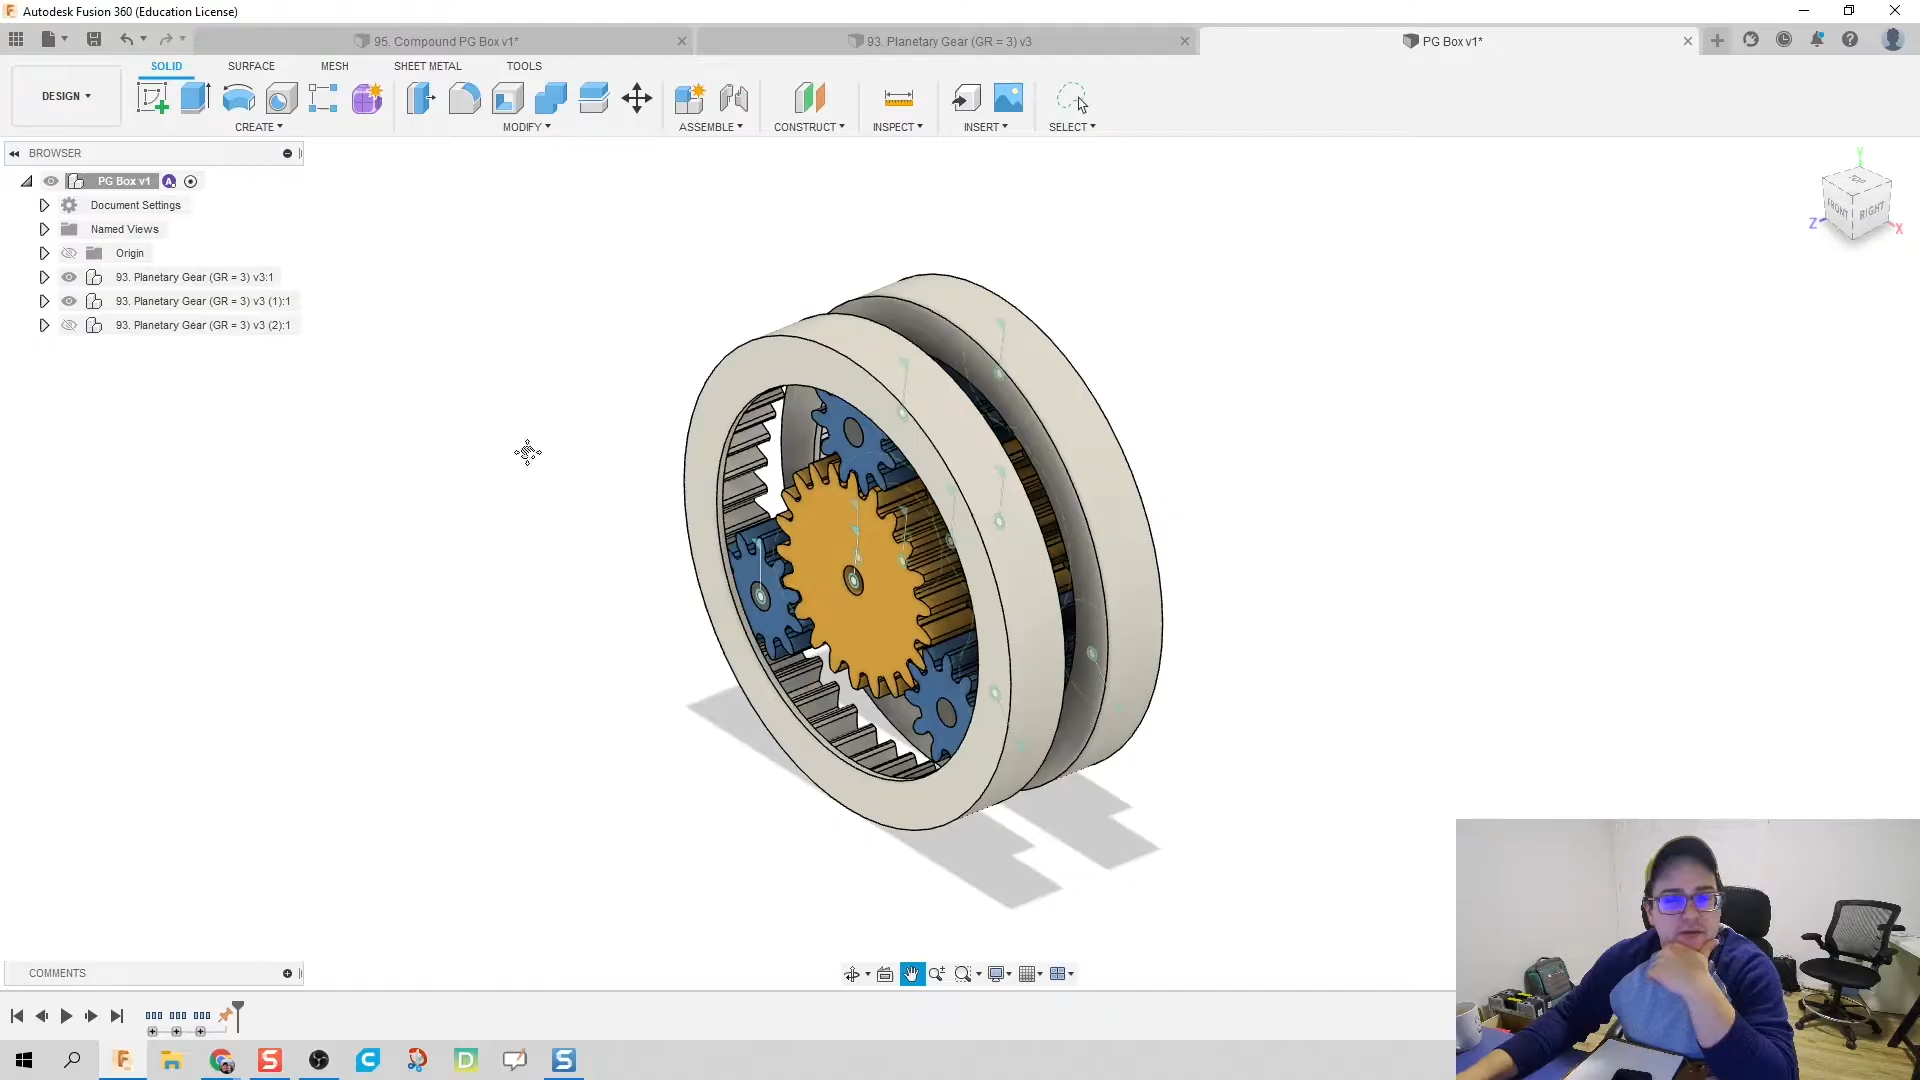 Autodesk Fusion 360 (Education License)
95. Compound PG Box v1*
93. Planetary Gear (GR = 3) v3
PG Box v1*
SOLID
SURFACE
MESH
SHEET METAL
TOOLS
DESIGN
CREATE
MODIFY
ASSEMBLE
CONSTRUCT
INSPECT
INSERT
SELECT
BROWSER
PG Box v1
A
Document Settings
Named Views
Origin
93. Planetary Gear (GR = 3) v3:1
93. Planetary Gear (GR = 3) v3 (1):1
93. Planetary Gear (GR = 3) v3 (2):1
Y
TOP
FRONT
RIGHT
Z
X
COMMENTS